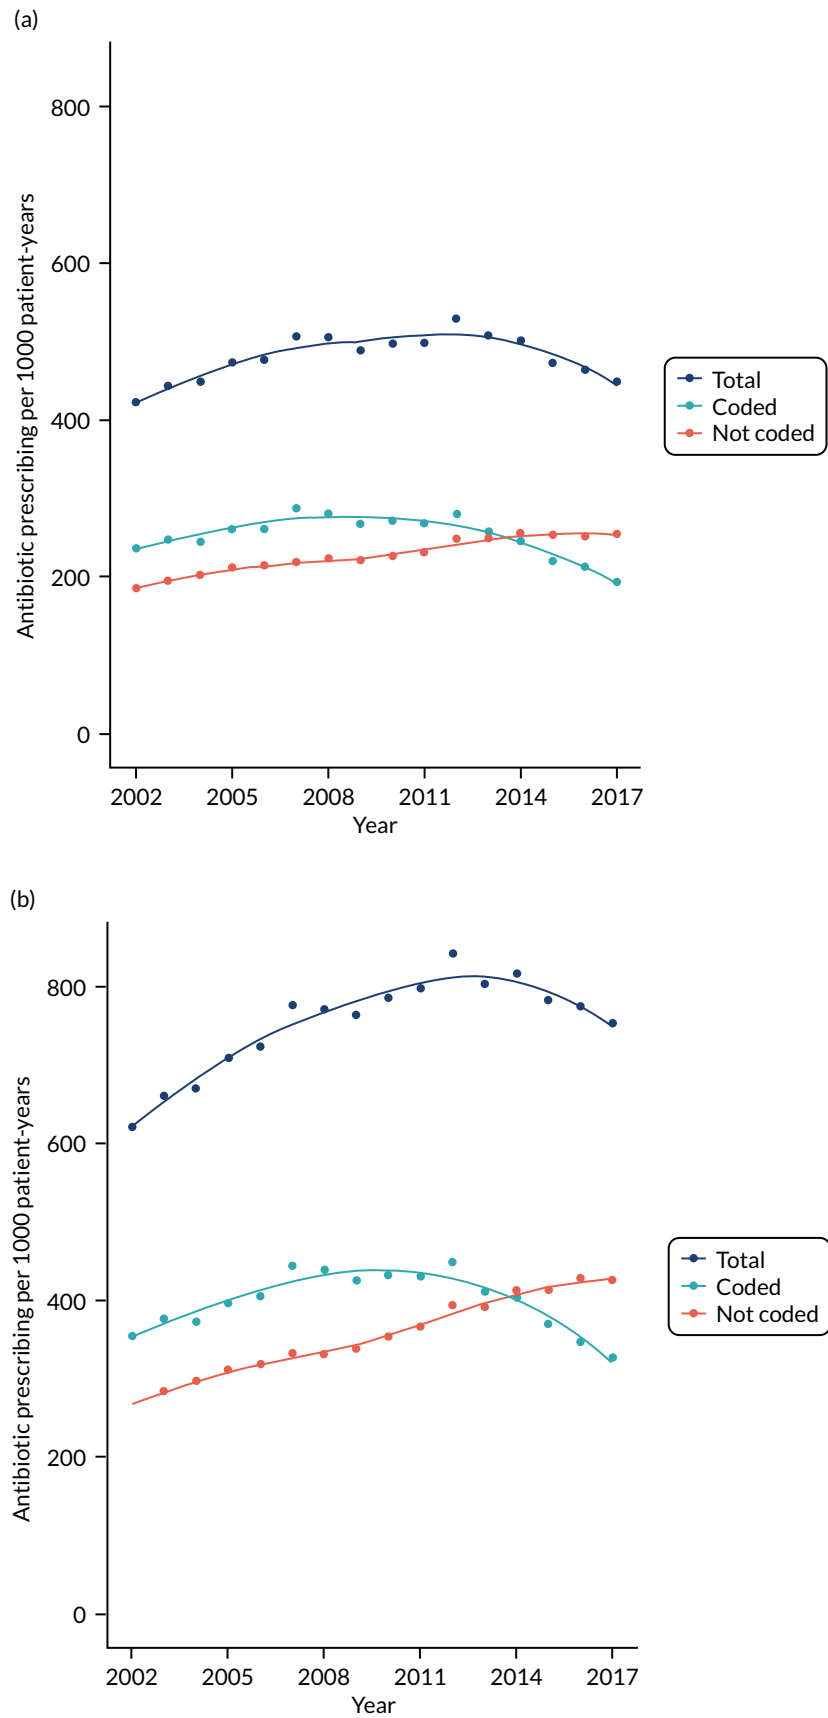 (a)
Antibiotic prescribing per 1000 patient-years
800
600
400
200
0
2002 2005 2008 2011 2014 2017
Year
Total
Coded
Not coded
(b)
Antibiotic prescribing per 1000 patient-years
800
600
400
200
0
2002 2005 2008 2011 2014 2017
Year
Total
Coded
Not coded